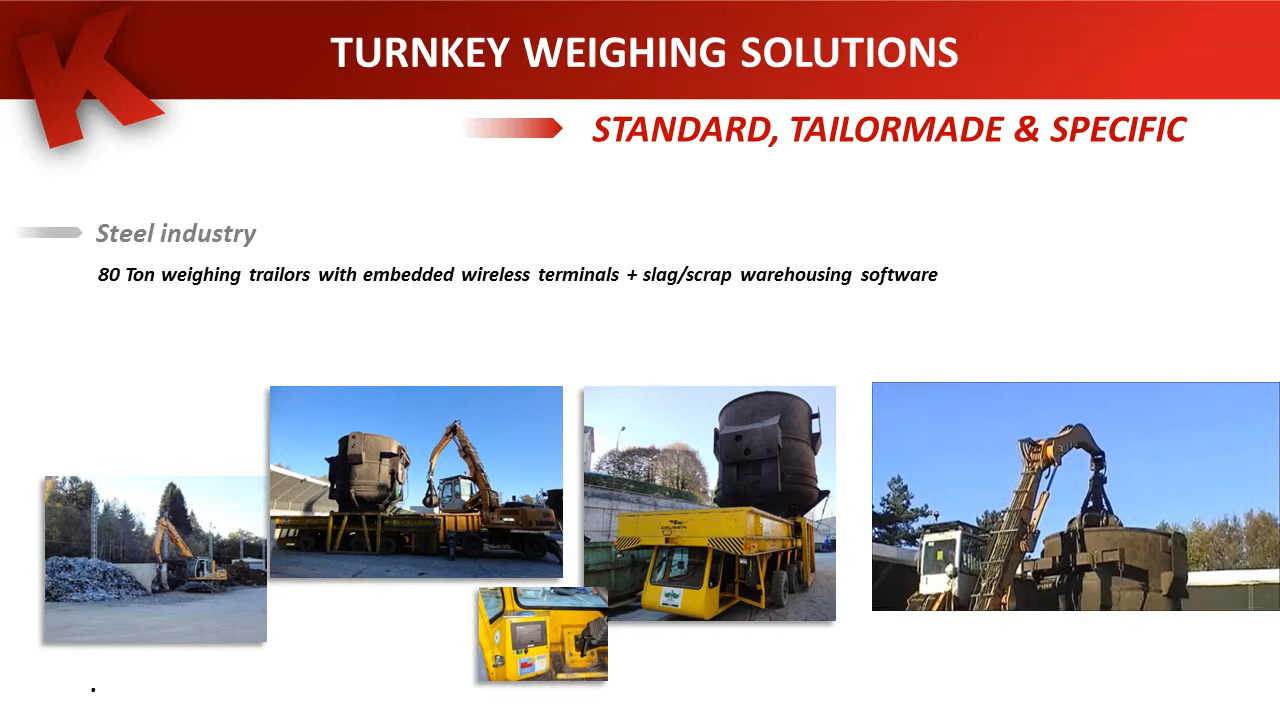 K
TURNKEY WEIGHING SOLUTIONS
STANDARD, TAILORMADE & SPECIFIC
Steel industry
80 Ton weighing trailors with embedded wireless terminals + slag/scrap warehousing software
.